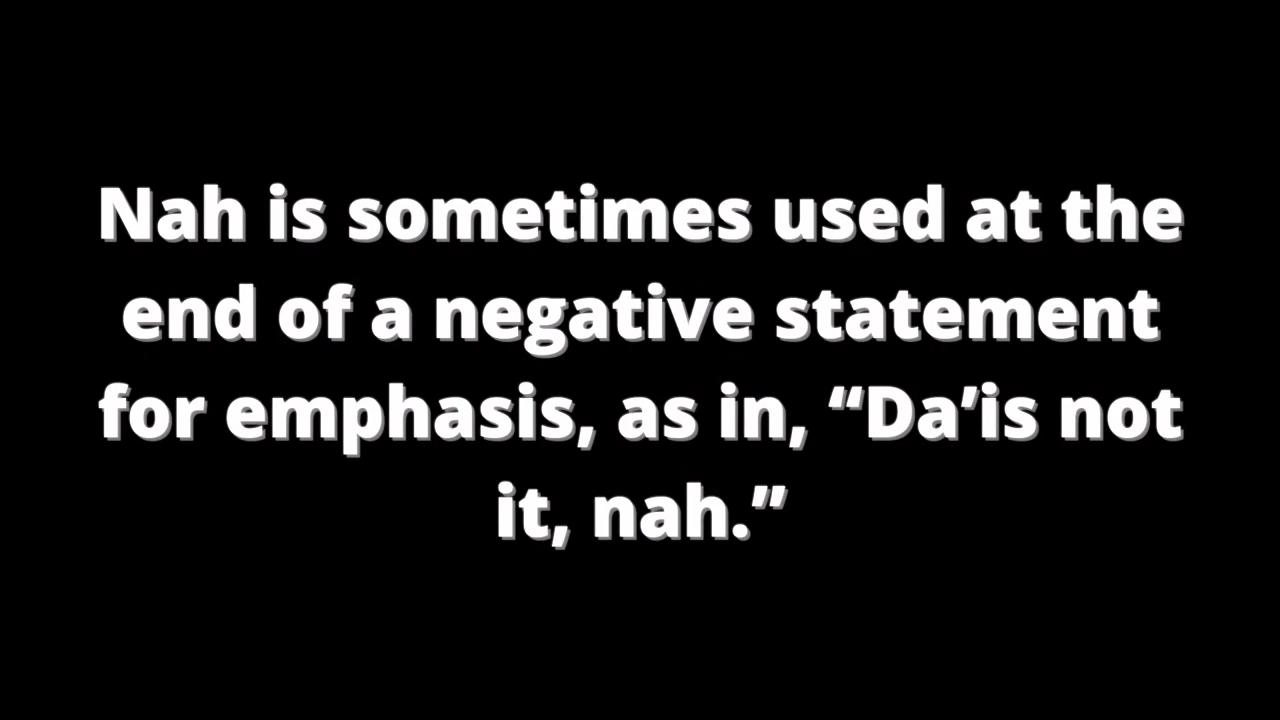 Nah is sometimes used at the
end of a negative statement
for emphasis, as in, “Da’is not
it, nah.”